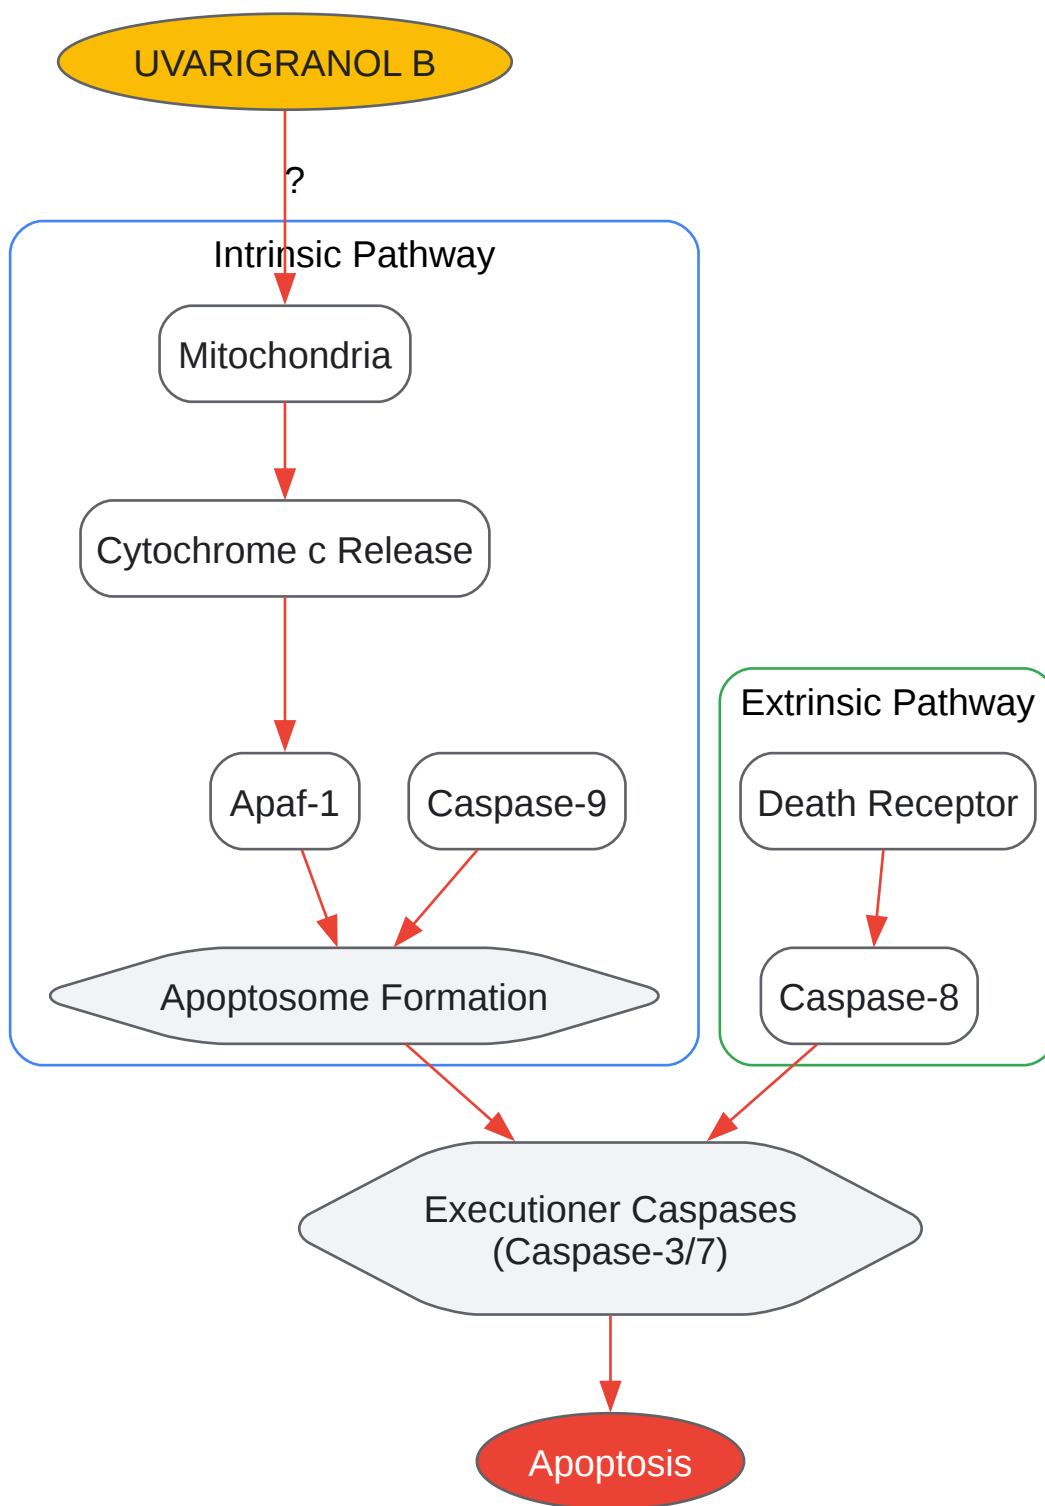 UVARIGRANOL B
?
Intrinsic Pathway
Mitochondria
Cytochrome c Release
Extrinsic Pathway
Apaf-1
Caspase-9
Death Receptor
Apoptosome Formation
Caspase-8
Executioner Caspases
(Caspase-3/7)
Apoptosis